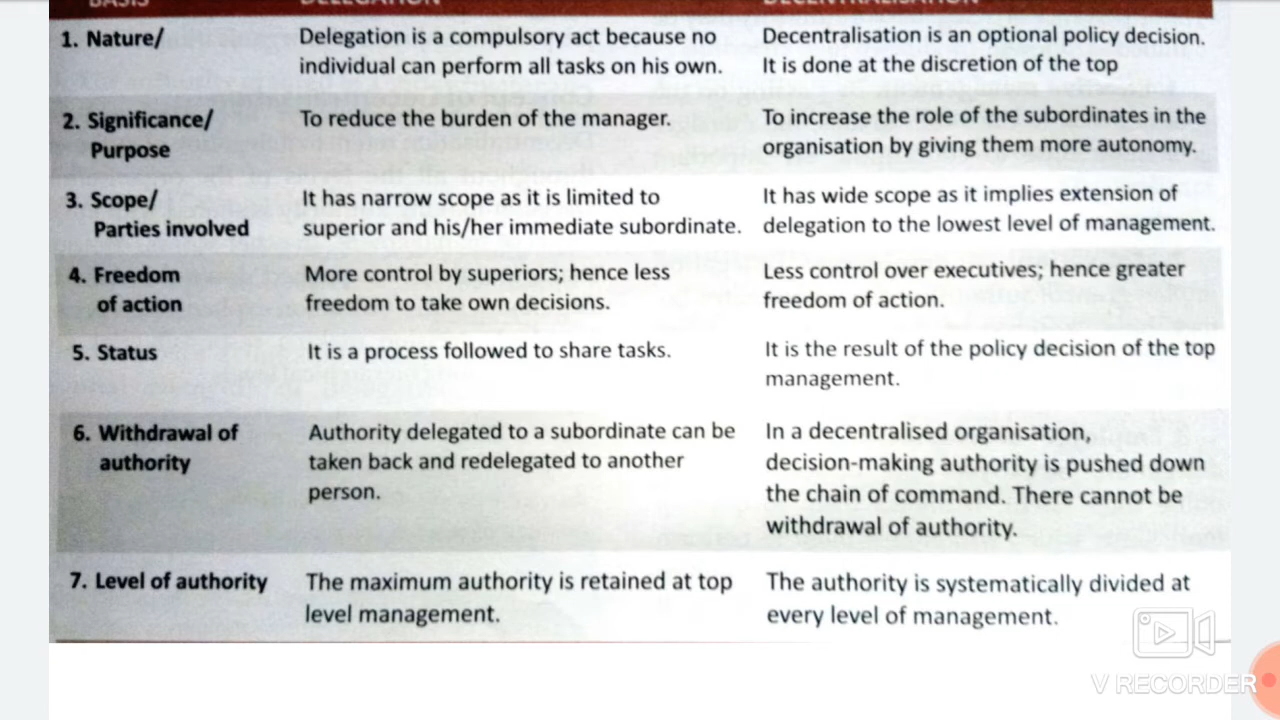 1. Nature/
Delegation is a compulsory act because no
individual can perform all tasks on his own.
Decentralisation is an optional policy decision.
It is done at the discretion of the top
2. Significance/
Purpose
To reduce the burden of the manager.
To increase the role of the subordinates in the
organisation by giving them more autonomy.
3. Scope/
Parties involved
It has narrow scope as it is limited to
superior and his/her immediate subordinate.
It has wide scope as it implies extension of
delegation to the lowest level of management.
4. Freedom
of action
More control by superiors; hence less
freedom to take own decisions.
Less control over executives; hence greater
freedom of action.
5. Status
It is a process followed to share tasks.
It is the result of the policy decision of the top
management.
6. Withdrawal of
authority
Authority delegated to a subordinate can be
taken back and redelegated to another
person.
In a decentralised organisation,
decision-making authority is pushed down
the chain of command. There cannot be
withdrawal of authority.
7. Level of authority
The maximum authority is retained at top
level management.
The authority is systematically divided at
every level of management.
V RECORDER